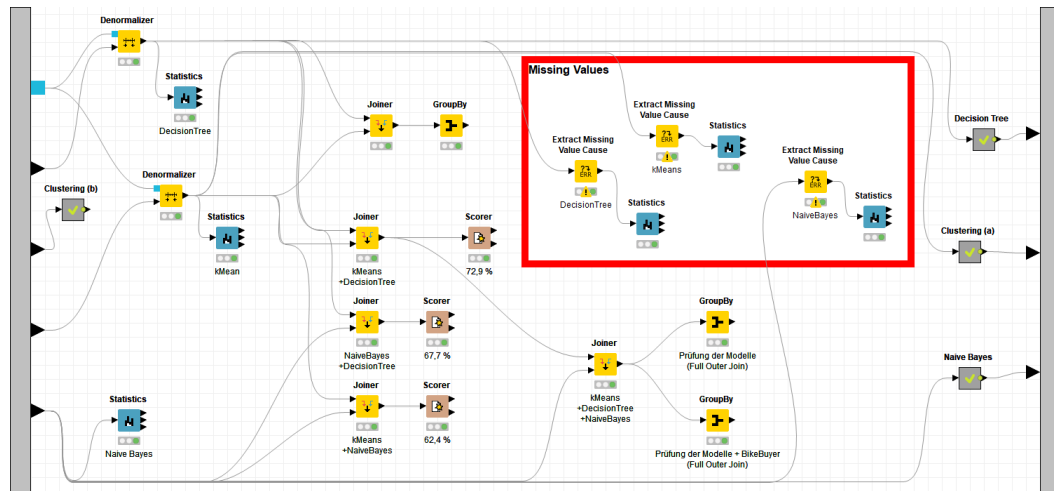 Denormalizer
Statistics
DecisionTree
Denormalizer
Clustering (b)
Statistics
kMean
Statistics
Naive Bayes
Joiner
GroupBy
Joiner
kMeans
+DecisionTree
Scorer
72,9 %
Joiner
NaiveBayes
+DecisionTree
Scorer
67,7 %
Joiner
kMeans
+NaiveBayes
Scorer
62,4 %
Missing Values
Extract Missing
Value Cause
ERR
kMeans
Statistics
Extract Missing
Value Cause
ERR
DecisionTree
Statistics
Extract Missing
Value Cause
ERR
NaiveBayes
Statistics
Joiner
kMeans
+DecisionTree
+NaiveBayes
GroupBy
Prüfung der Modelle
(Full Outer Join)
GroupBy
Prüfung der Modelle + BikeBuyer
(Full Outer Join)
Decision Tree
Clustering (a)
Naive Bayes